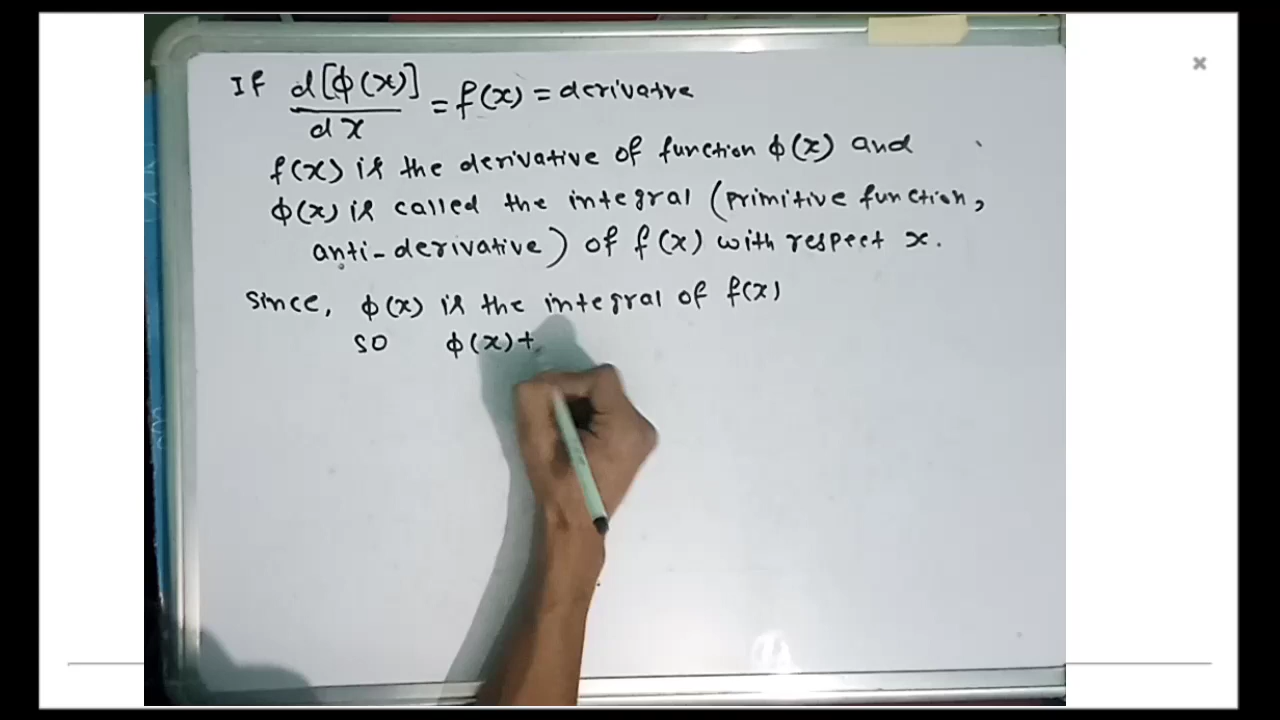 If d[ϕ(x)]/dx = f(x) = derivative
f(x) is the derivative of function ϕ(x) and
ϕ(x) is called the integral (primitive function,
anti-derivative) of f(x) with respect x.
Since, ϕ(x) is the integral of f(x)
so ϕ(x)+